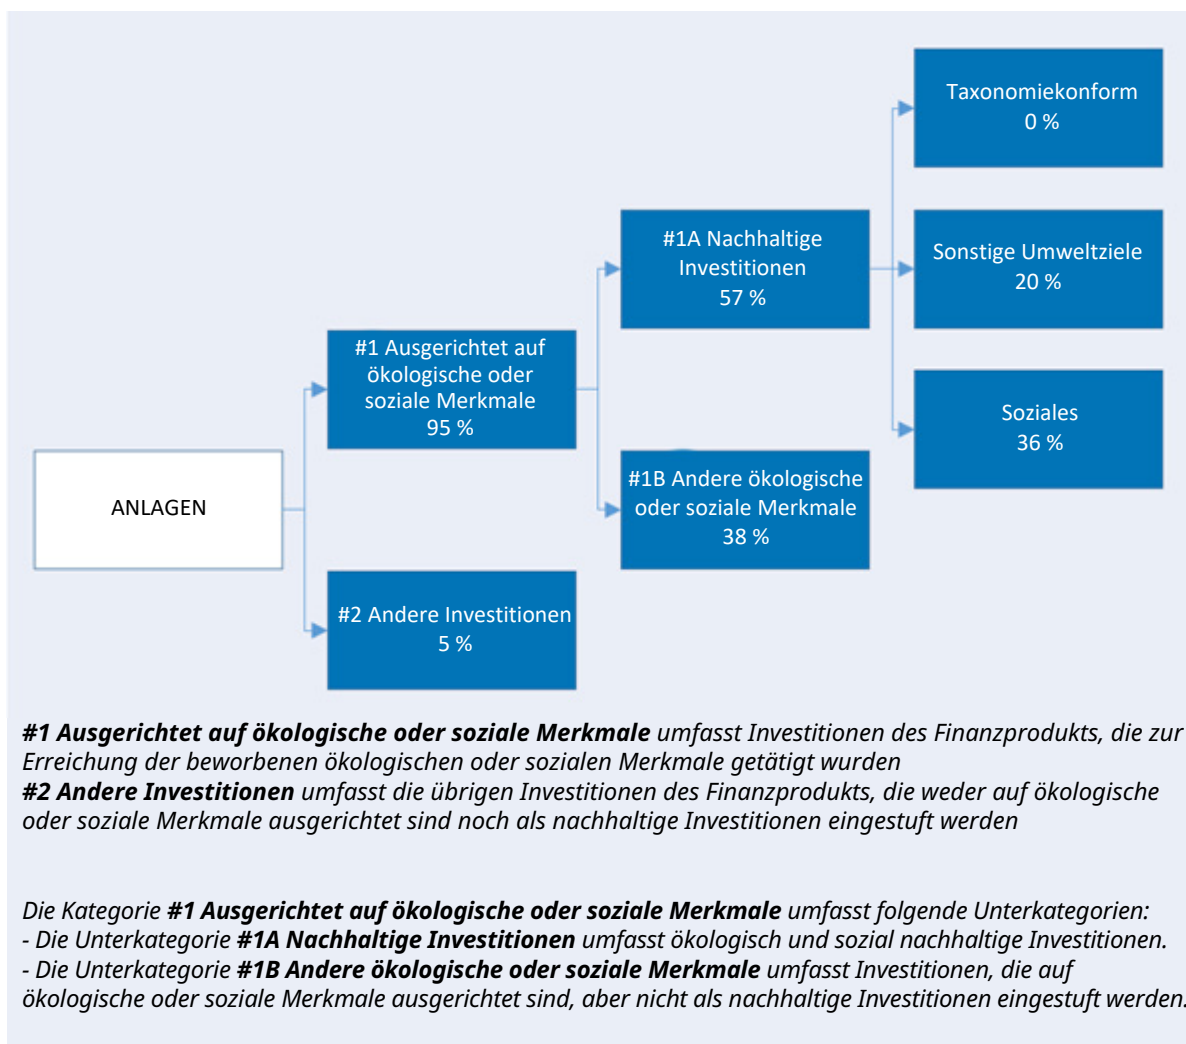 Taxonomiekonform
0 %
#1A Nachhaltige
Investitionen
57 %
Sonstige Umweltziele
20 %
#1 Ausgerichtet auf
ökologische oder
soziale Merkmale
95 %
Soziales
36 %
ANLAGEN
#1B Andere ökologische
oder soziale Merkmale
38 %
#2 Andere Investitionen
5 %
#1 Ausgerichtet auf ökologische oder soziale Merkmale umfasst Investitionen des Finanzprodukts, die zur
Erreichung der beworbenen ökologischen oder sozialen Merkmale getätigt wurden
#2 Andere Investitionen umfasst die übrigen Investitionen des Finanzprodukts, die weder auf ökologische
oder soziale Merkmale ausgerichtet sind noch als nachhaltige Investitionen eingestuft werden
Die Kategorie #1 Ausgerichtet auf ökologische oder soziale Merkmale umfasst folgende Unterkategorien:
- Die Unterkategorie #1A Nachhaltige Investitionen umfasst ökologisch und sozial nachhaltige Investitionen.
- Die Unterkategorie #1B Andere ökologische oder soziale Merkmale umfasst Investitionen, die auf
ökologische oder soziale Merkmale ausgerichtet sind, aber nicht als nachhaltige Investitionen eingestuft werden.